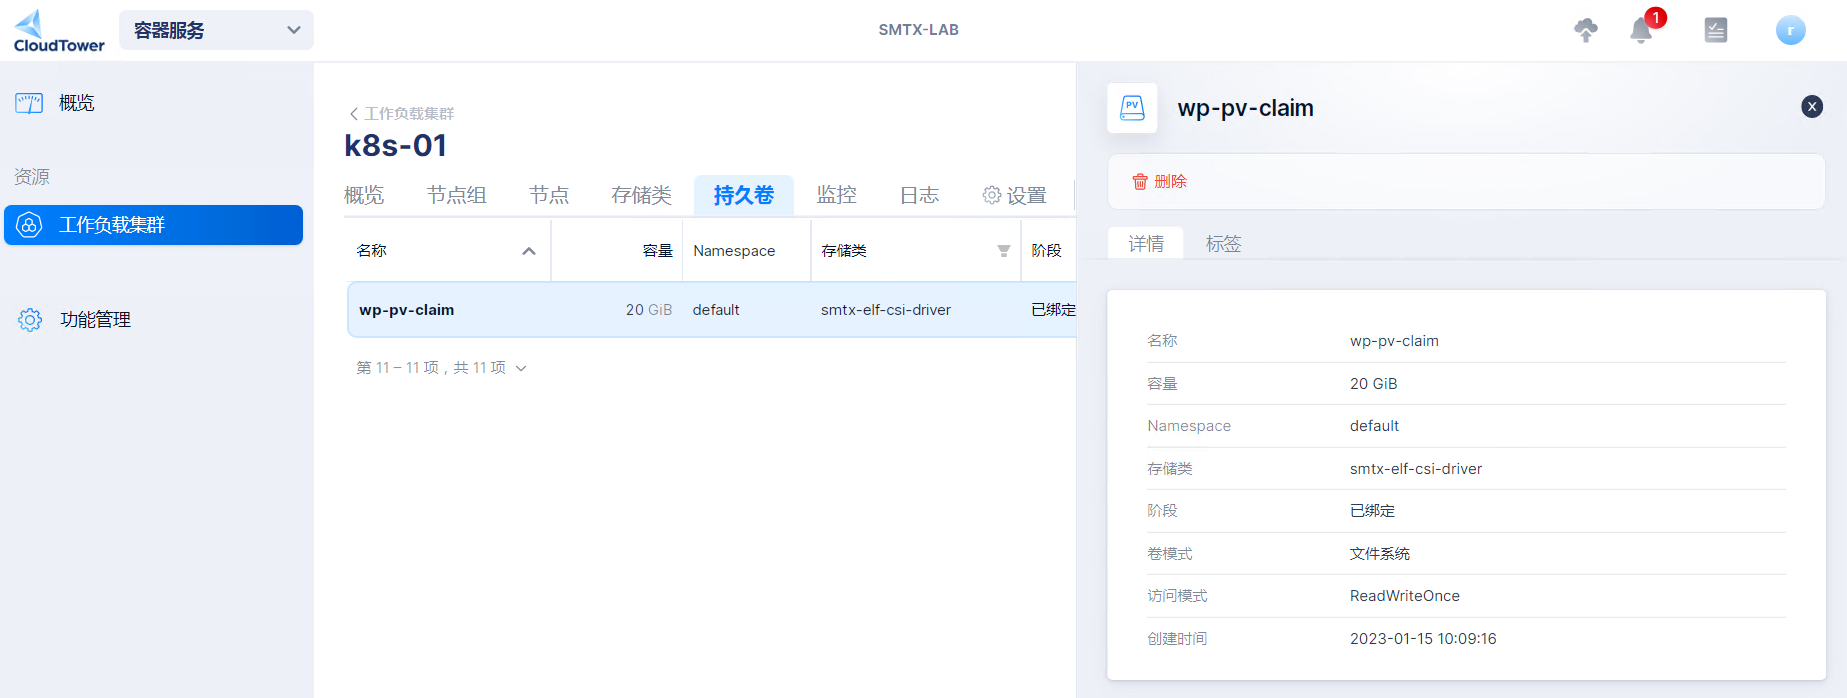 CloudTower
容器服务
SMTX-LAB
1
r
概览
资源
工作负载集群
功能管理
工作负载集群
k8s-01
概览 节点组 节点 存储类 持久卷 监控 日志 设置
名称 容量 Namespace 存储类 阶段
wp-pv-claim 20 GiB default smtx-elf-csi-driver 已绑定
第 11 – 11 项，共 11 项
PV
wp-pv-claim
删除
详情 标签
名称 wp-pv-claim
容量 20 GiB
Namespace default
存储类 smtx-elf-csi-driver
阶段 已绑定
卷模式 文件系统
访问模式 ReadWriteOnce
创建时间 2023-01-15 10:09:16